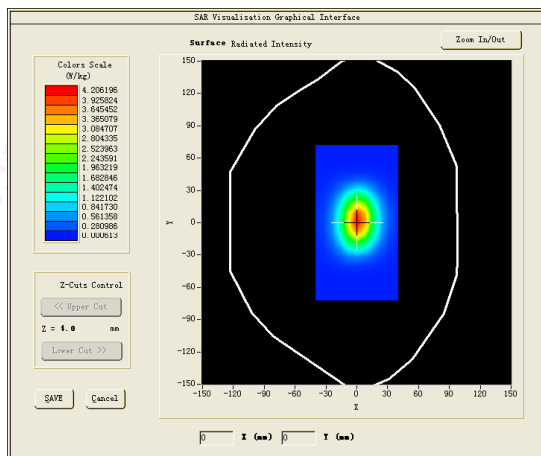 SAR Visualisation Graphical Interface
Surface Radiated Intensity
Zoom In/Out
Colors Scale
(W/kg)
4.206196
3.925824
3.645452
3.365079
3.084707
2.804335
2.523963
2.243591
1.963219
1.682846
1.402474
1.122102
0.841730
0.561358
0.280986
0.000613
Z-Cuts Control
<< Upper Cut
Z = 4.0 mm
Lower Cut >>
SAVE
Cancel
150
120
90
60
30
0
-30
-60
-90
-120
-150
Y
-150 -120 -90 -60 -30 0 30 60 90 120 150
X
0 X (mm) 0 Y (mm)